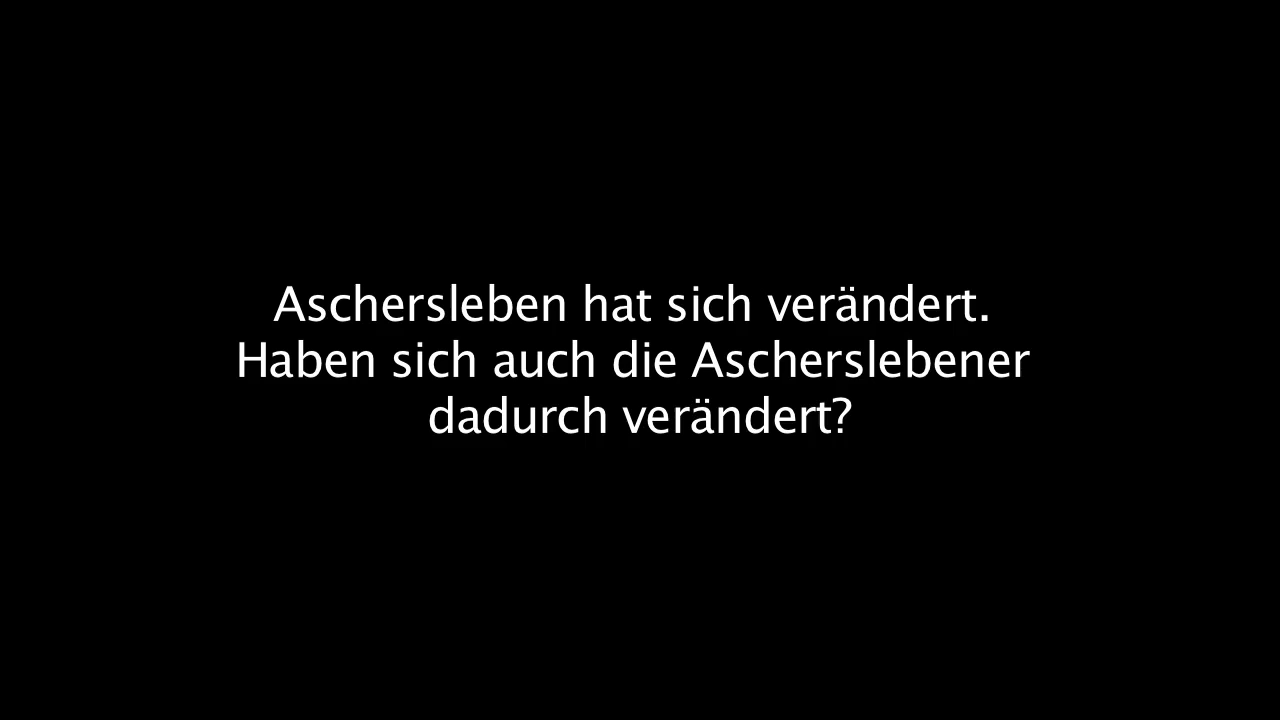 Aschersleben hat sich verändert.
Haben sich auch die Ascherslebener
dadurch verändert?